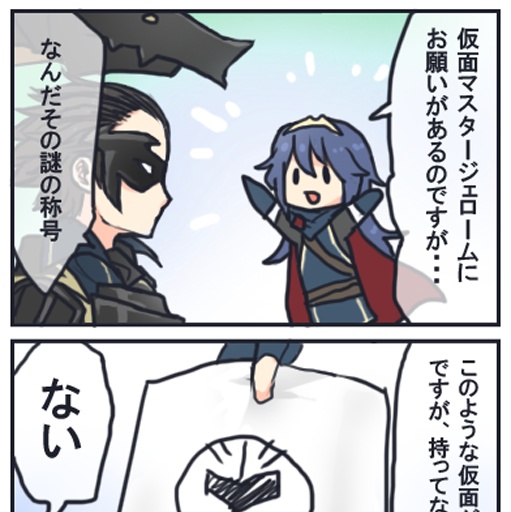 仮面マスタージェロームに
お願いがあるのですが・・・
なんだその謎の称号
このような仮面が
ですが、持ってな
ない